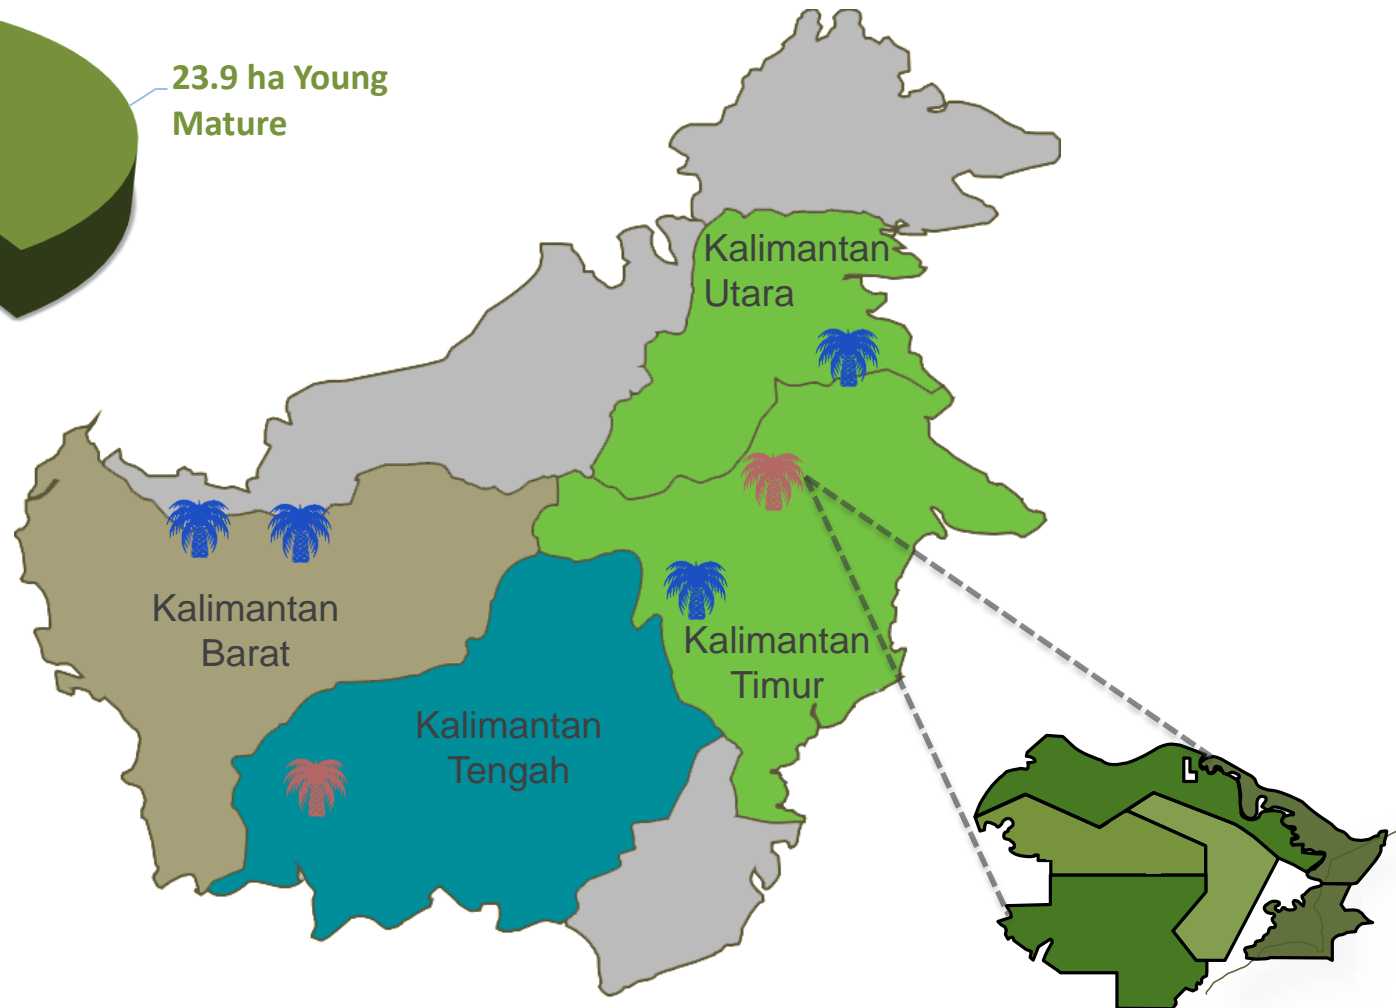 23.9 ha Young
Mature
Kalimantan
Utara
Kalimantan
Barat
Kalimantan
Timur
Kalimantan
Tengah